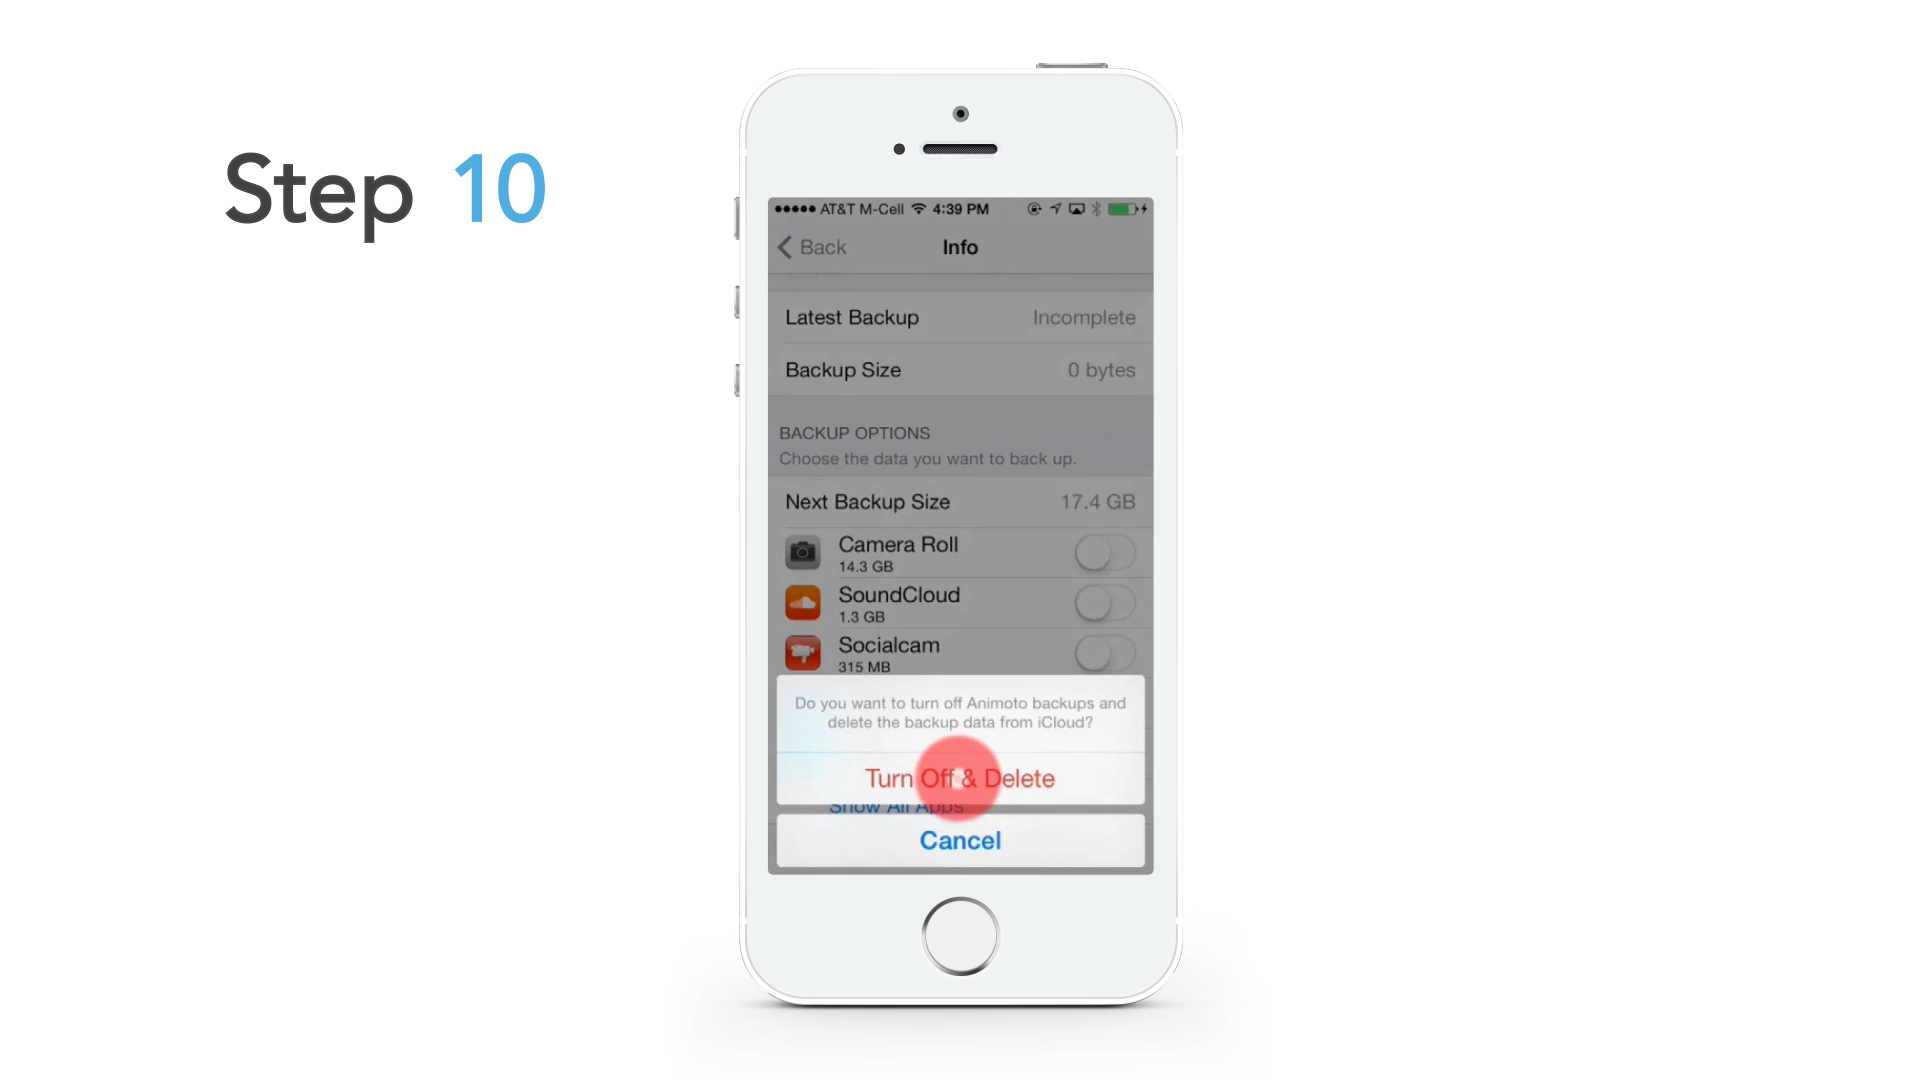 Step 10
AT&T M-Cell 4:39 PM
Back Info
Latest Backup Incomplete
Backup Size 0 bytes
BACKUP OPTIONS
Choose the data you want to back up.
Next Backup Size 17.4 GB
Camera Roll
14.3 GB
SoundCloud
1.3 GB
Socialcam
315 MB
Do you want to turn off Animoto backups and
delete the backup data from iCloud?
Turn Off & Delete
Show All Apps
Cancel